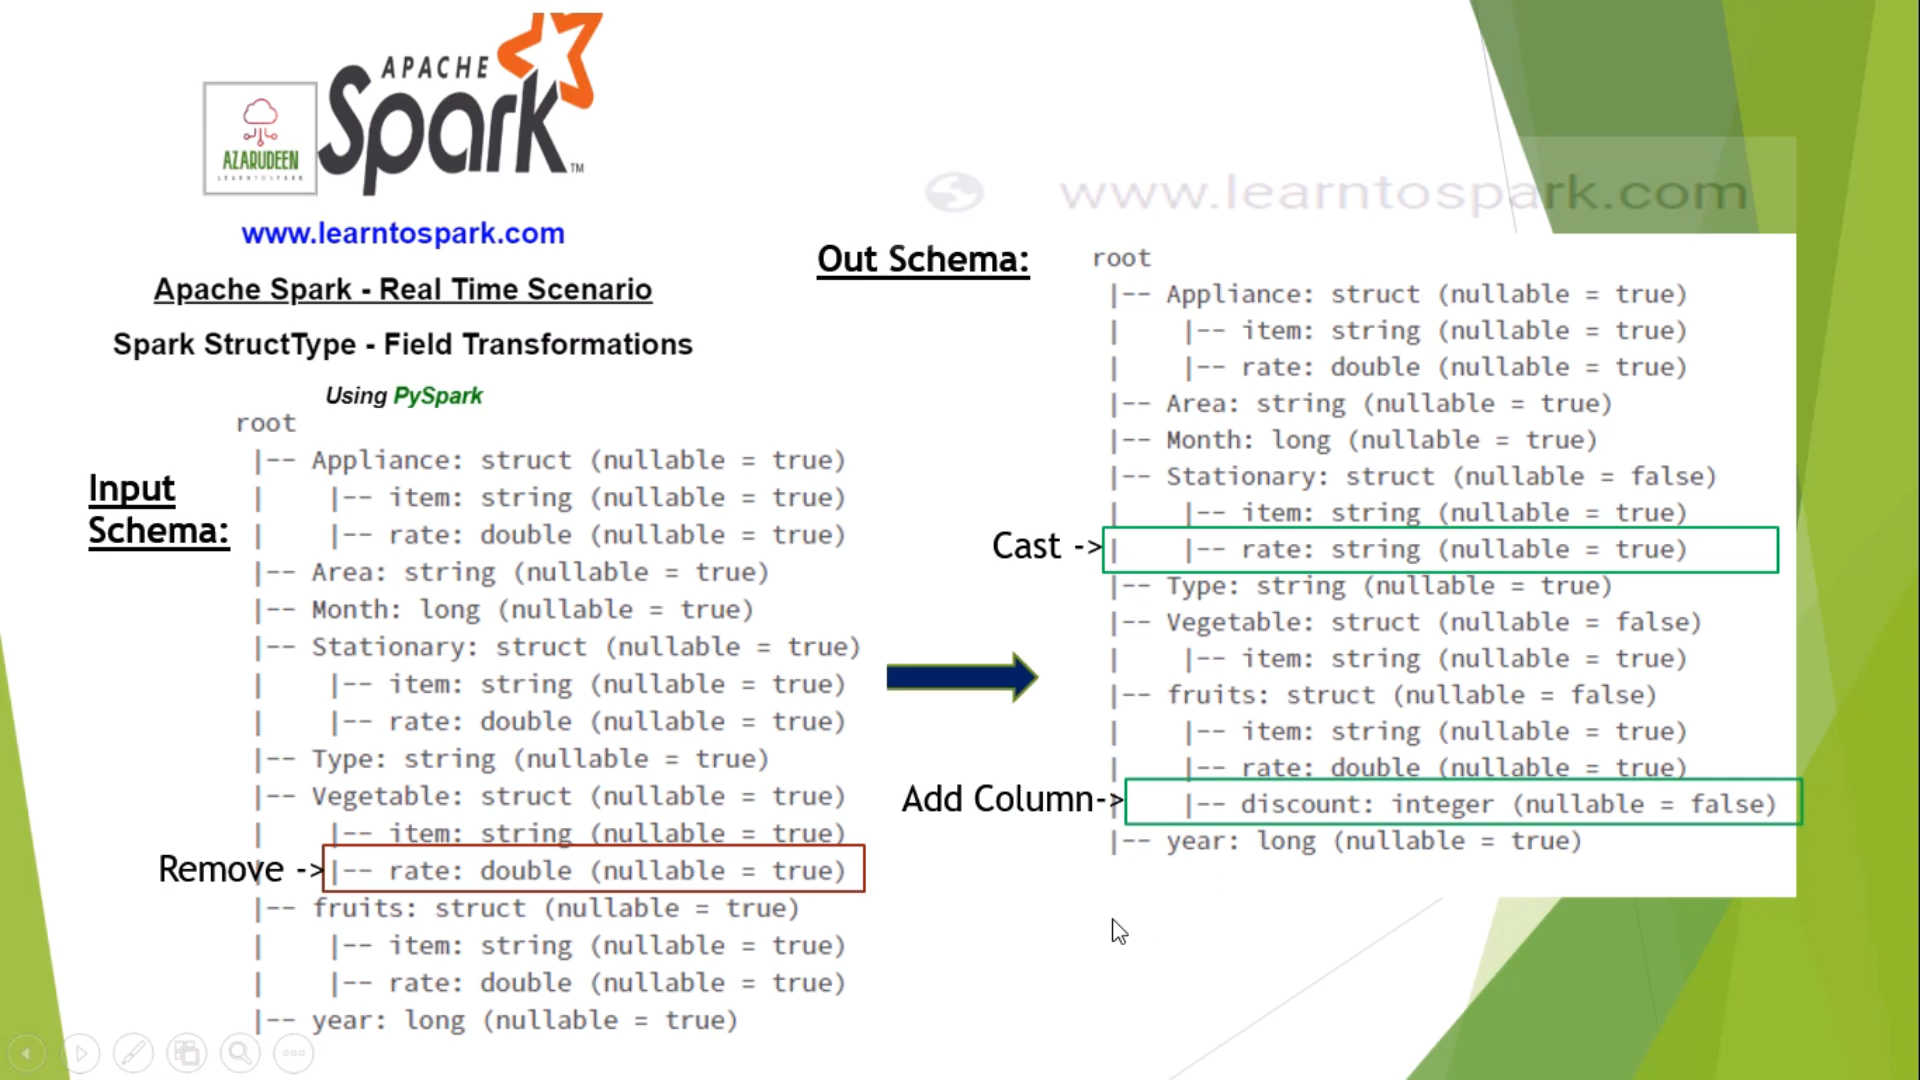 APACHE
Spark™
AZARUDEEN
LEARNTOSPARK
www.learntospark.com
Apache Spark - Real Time Scenario
Spark StructType - Field Transformations
Using PySpark
Input
Schema:
root
|-- Appliance: struct (nullable = true)
|    |-- item: string (nullable = true)
|    |-- rate: double (nullable = true)
|-- Area: string (nullable = true)
|-- Month: long (nullable = true)
|-- Stationary: struct (nullable = true)
|    |-- item: string (nullable = true)
|    |-- rate: double (nullable = true)
|-- Type: string (nullable = true)
|-- Vegetable: struct (nullable = true)
|    |-- item: string (nullable = true)
Remove ->
|    |-- rate: double (nullable = true)
|-- fruits: struct (nullable = true)
|    |-- item: string (nullable = true)
|    |-- rate: double (nullable = true)
|-- year: long (nullable = true)
www.learntospark.com
Out Schema:
root
|-- Appliance: struct (nullable = true)
|    |-- item: string (nullable = true)
|    |-- rate: double (nullable = true)
|-- Area: string (nullable = true)
|-- Month: long (nullable = true)
|-- Stationary: struct (nullable = false)
|    |-- item: string (nullable = true)
Cast ->
|    |-- rate: string (nullable = true)
|-- Type: string (nullable = true)
|-- Vegetable: struct (nullable = false)
|    |-- item: string (nullable = true)
|-- fruits: struct (nullable = false)
|    |-- item: string (nullable = true)
|    |-- rate: double (nullable = true)
Add Column->
|-- discount: integer (nullable = false)
|-- year: long (nullable = true)